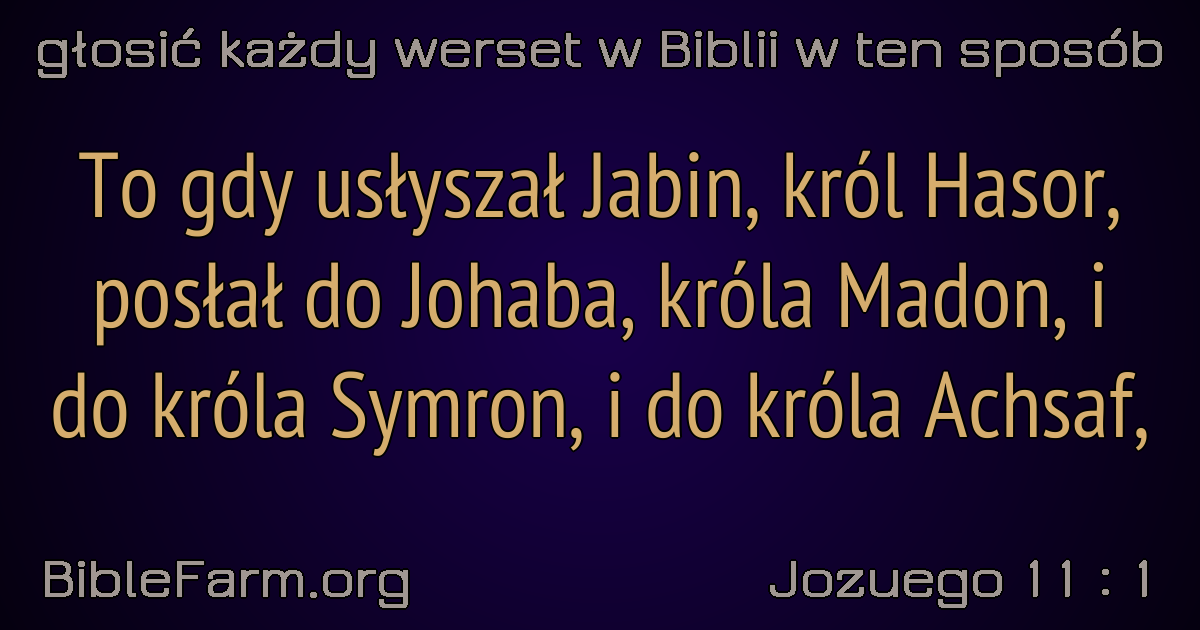 głosić każdy werset w Biblii w ten sposób
To gdy usłyszał Jabin, król Hasor,
posłał do Johaba, króla Madon, i
do króla Symron, i do króla Achsaf,
BibleFarm.org
Jozuego 11 : 1